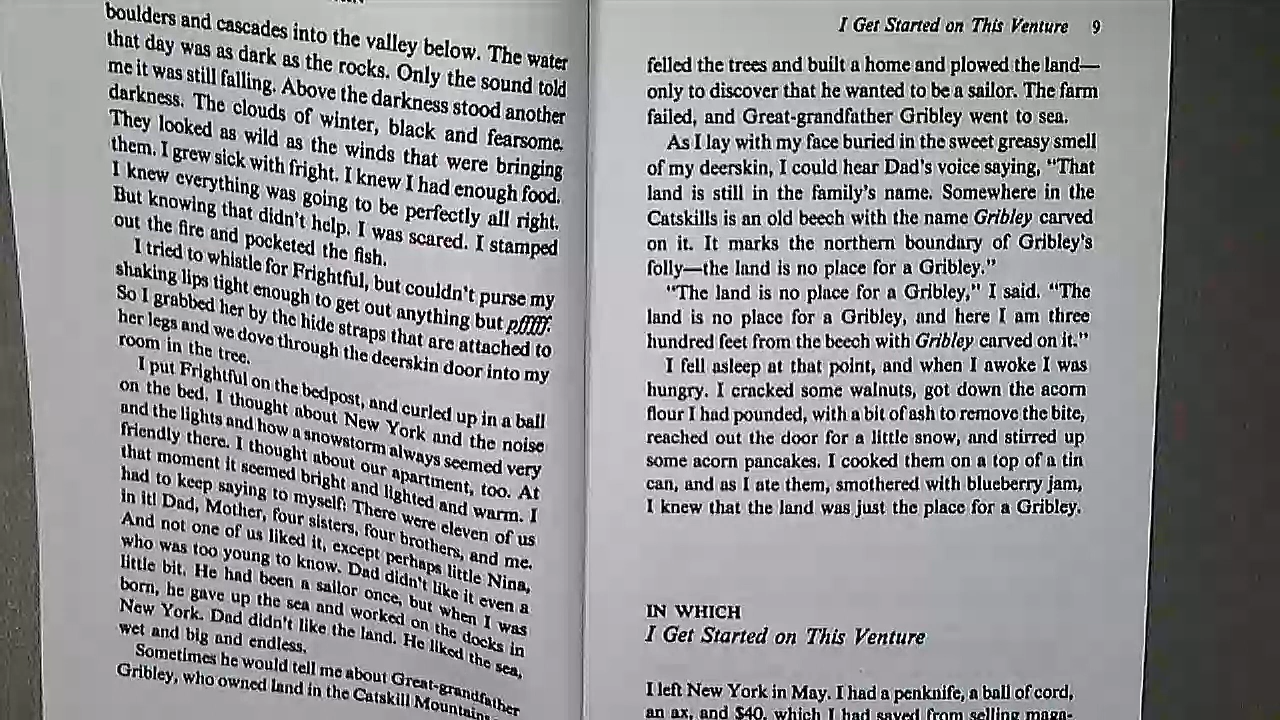 boulders and cascades into the valley below. The water
that day was as dark as the rocks. Only the sound told
me it was still falling. Above the darkness stood another
darkness. The clouds of winter, black and fearsome.
They looked as wild as the winds that were bringing
them. I grew sick with fright. I knew I had enough food.
I knew everything was going to be perfectly all right.
But knowing that didn't help. I was scared. I stamped
out the fire and pocketed the fish.
I tried to whistle for Frightful, but couldn't purse my
shaking lips tight enough to get out anything but pfffff.
So I grabbed her by the hide straps that are attached to
her legs and we dove through the deerskin door into my
room in the tree.
I put Frightful on the bedpost, and curled up in a ball
on the bed. I thought about New York and the noise
and the lights and how a snowstorm always seemed very
friendly there. I thought about our apartment, too. At
that moment it seemed bright and lighted and warm. I
had to keep saying to myself: There were eleven of us
in it! Dad, Mother, four sisters, four brothers, and me.
And not one of us liked it, except perhaps little Nina,
who was too young to know. Dad didn't like it even a
little bit. He had been a sailor once, but when I was
born, he gave up the sea and worked on the docks in
New York. Dad didn't like the land. He liked the sea,
wet and big and endless.
Sometimes he would tell me about Great-grandfather
Gribley, who owned land in the Catskill Mountains
I Get Started on This Venture 9
felled the trees and built a home and plowed the land—
only to discover that he wanted to be a sailor. The farm
failed, and Great-grandfather Gribley went to sea.
As I lay with my face buried in the sweet greasy smell
of my deerskin, I could hear Dad's voice saying, "That
land is still in the family's name. Somewhere in the
Catskills is an old beech with the name Gribley carved
on it. It marks the northern boundary of Gribley's
folly—the land is no place for a Gribley."
"The land is no place for a Gribley," I said. "The
land is no place for a Gribley, and here I am three
hundred feet from the beech with Gribley carved on it."
I fell asleep at that point, and when I awoke I was
hungry. I cracked some walnuts, got down the acorn
flour I had pounded, with a bit of ash to remove the bite,
reached out the door for a little snow, and stirred up
some acorn pancakes. I cooked them on a top of a tin
can, and as I ate them, smothered with blueberry jam,
I knew that the land was just the place for a Gribley.
IN WHICH
I Get Started on This Venture
I left New York in May. I had a penknife, a ball of cord,
an ax, and $40, which I had saved from selling maga-